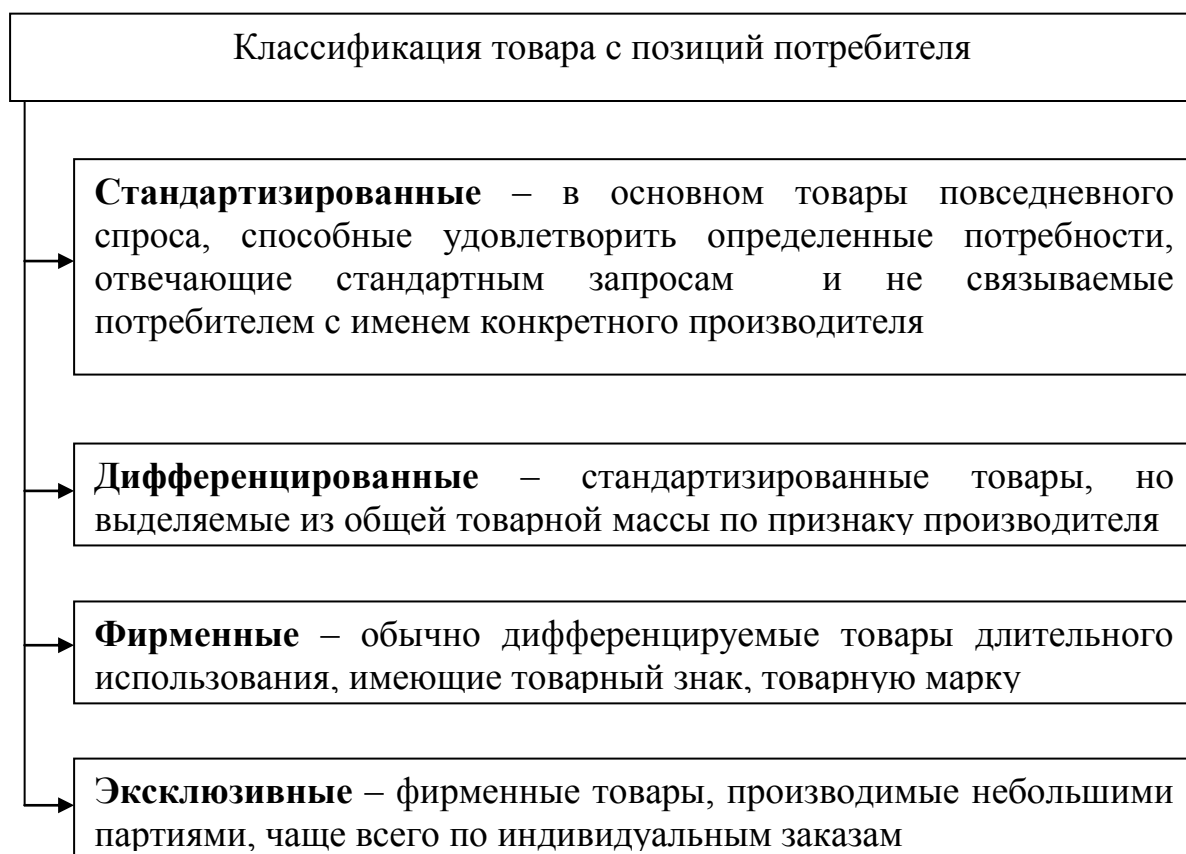 Классификация товара с позиций потребителя
Стандартизированные – в основном товары повседневного
спроса, способные удовлетворить определенные потребности,
отвечающие стандартным запросам и не связываемые
потребителем с именем конкретного производителя
Дифференцированные – стандартизированные товары, но
выделяемые из общей товарной массы по признаку производителя
Фирменные – обычно дифференцируемые товары длительного
использования, имеющие товарный знак, товарную марку
Эксклюзивные – фирменные товары, производимые небольшими
партиями, чаще всего по индивидуальным заказам